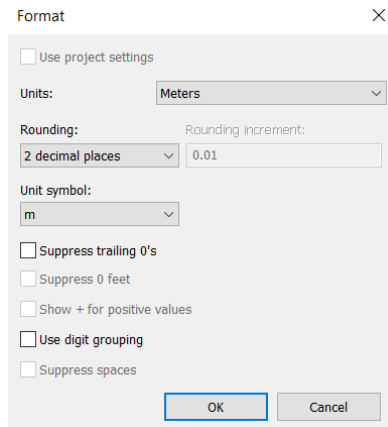 Format
Use project settings
Units: Meters
Rounding: Rounding increment:
2 decimal places 0.01
Unit symbol:
m
Suppress trailing 0's
Suppress 0 feet
Show + for positive values
Use digit grouping
Suppress spaces
OK Cancel